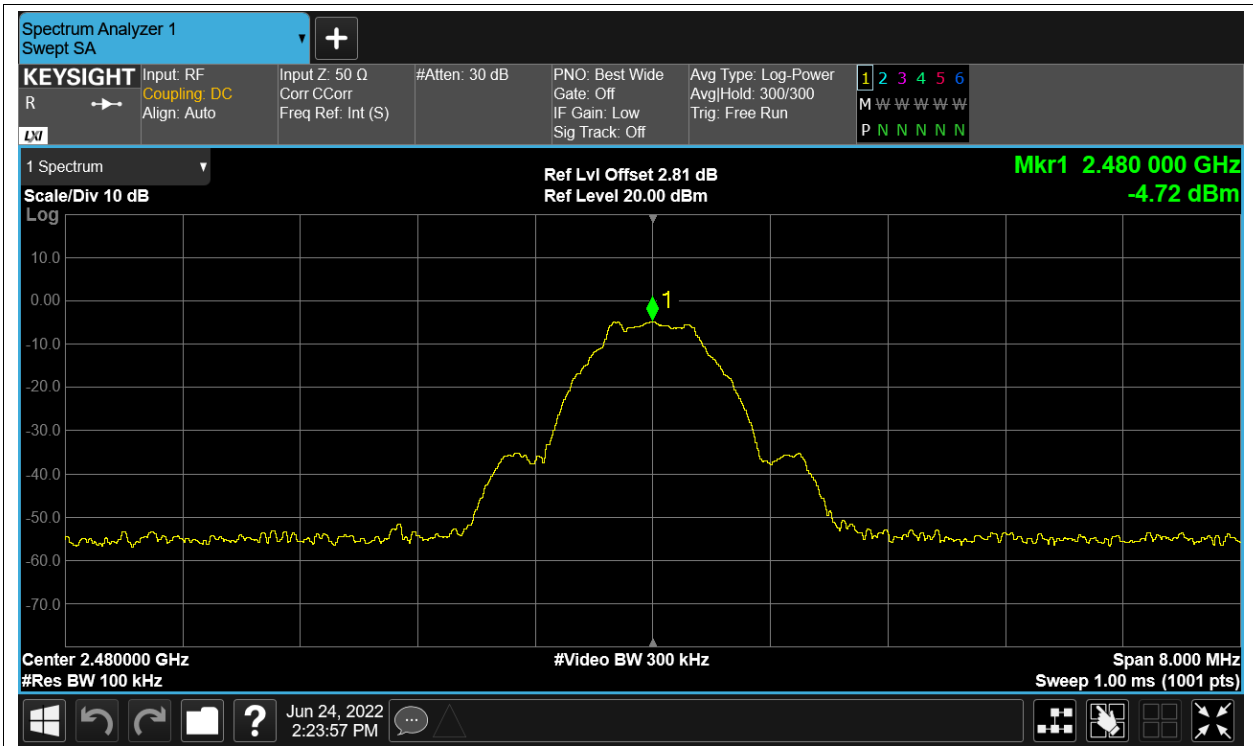 Spectrum Analyzer 1
Swept SA
KEYSIGHT
R
LXI
Input: RF
Coupling: DC
Align: Auto
Input Z: 50 Ω
Corr CCorr
Freq Ref: Int (S)
#Atten: 30 dB
PNO: Best Wide
Gate: Off
IF Gain: Low
Sig Track: Off
Avg Type: Log-Power
Avg|Hold: 300/300
Trig: Free Run
1 2 3 4 5 6
M W W W W W
P N N N N N
1 Spectrum
Scale/Div 10 dB
Log
Ref Lvl Offset 2.81 dB
Ref Level 20.00 dBm
Mkr1 2.480 000 GHz
-4.72 dBm
10.0
0.00
1
-10.0
-20.0
-30.0
-40.0
-50.0
-60.0
-70.0
Center 2.480000 GHz
#Video BW 300 kHz
Span 8.000 MHz
#Res BW 100 kHz
Sweep 1.00 ms (1001 pts)
?
Jun 24, 2022
2:23:57 PM